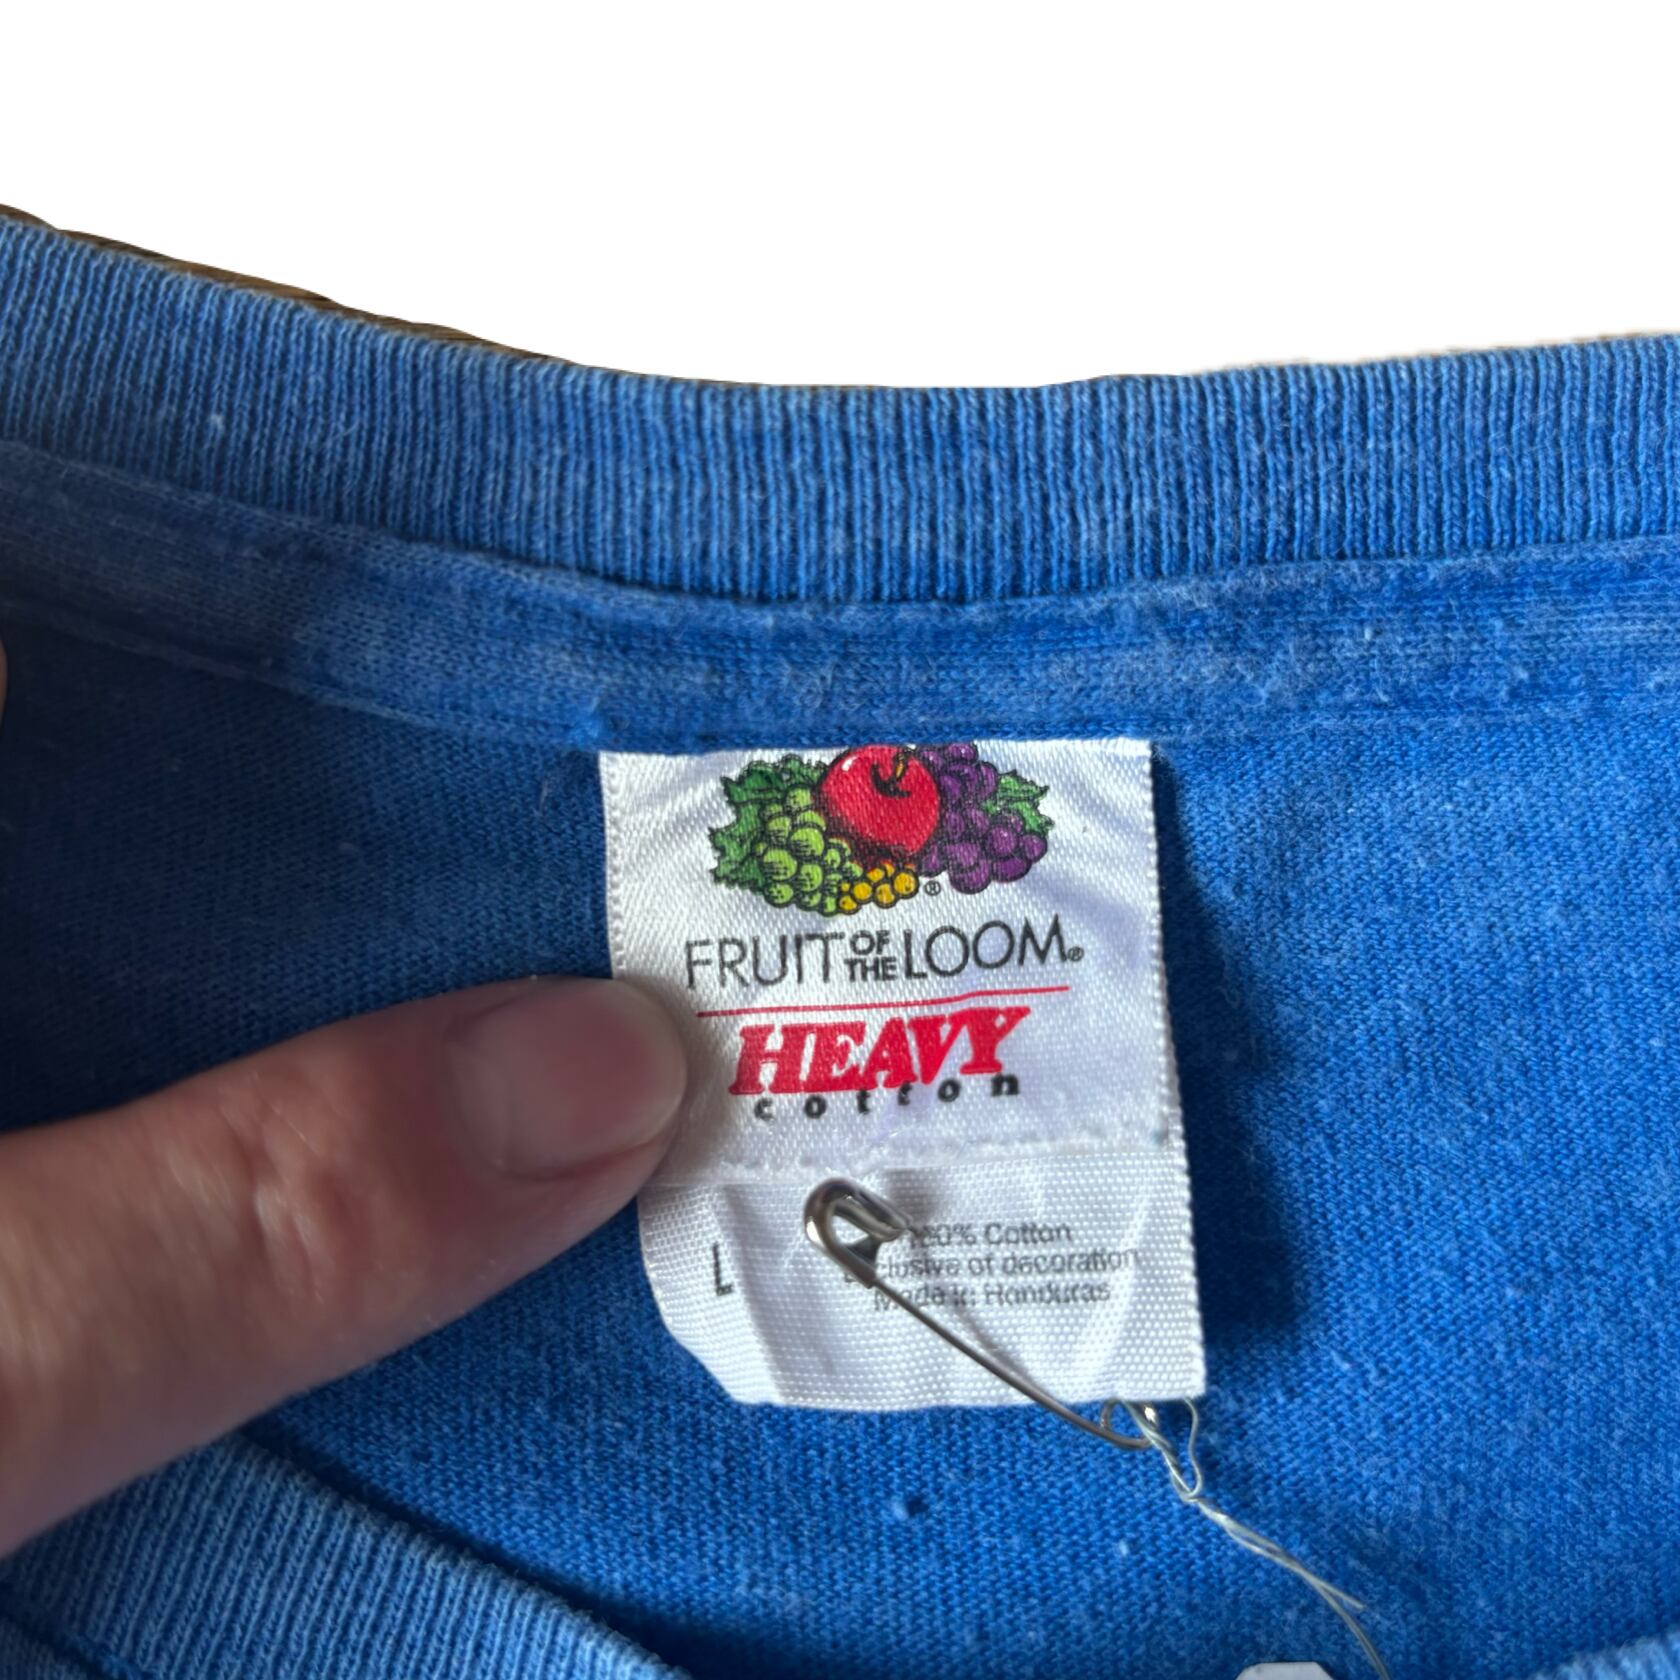 FRUIT OF THE LOOM®
HEAVY
cotton
L
100% Cotton
Exclusive of decoration
Made in Honduras